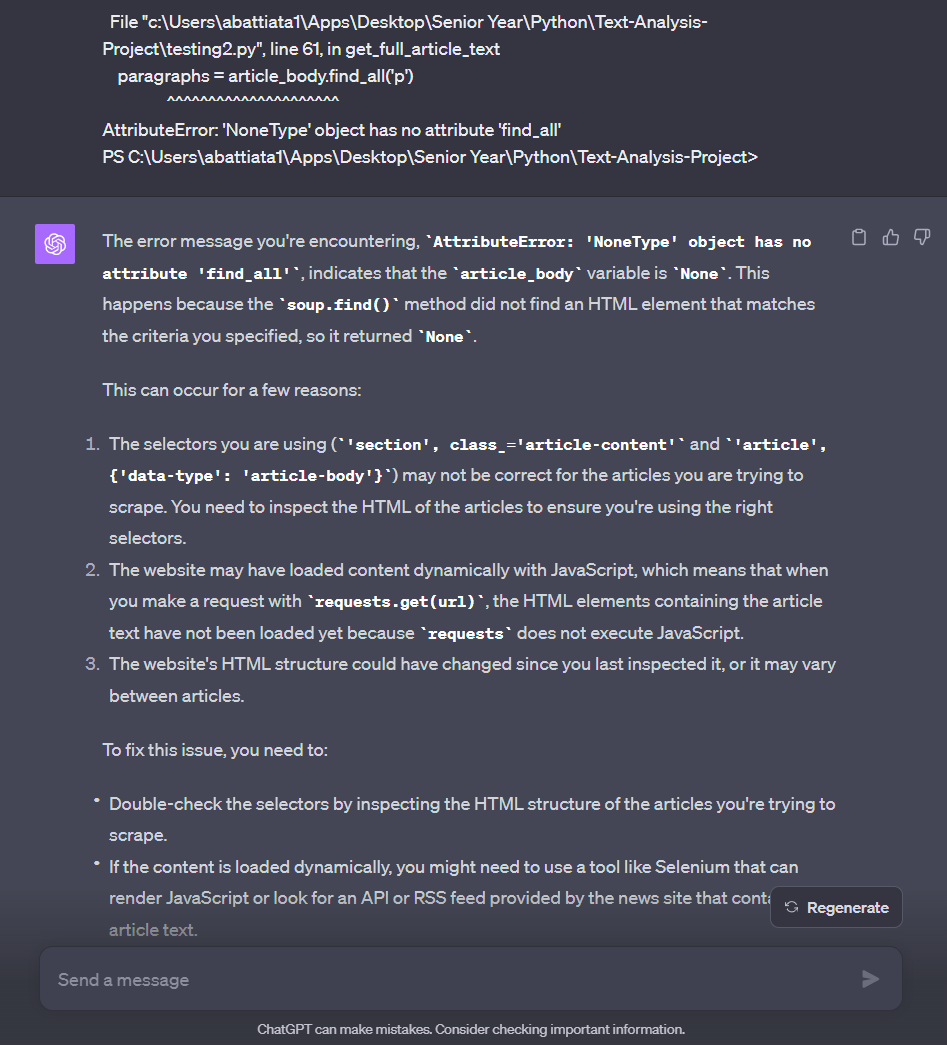 File "c:\Users\abattiata1\Apps\Desktop\Senior Year\Python\Text-Analysis-
Project\testing2.py", line 61, in get_full_article_text
paragraphs = article_body.find_all('p')
^^^^^^^^^^^^^^^^^^^^^
AttributeError: 'NoneType' object has no attribute 'find_all'
PS C:\Users\abattiata1\Apps\Desktop\Senior Year\Python\Text-Analysis-Project>
The error message you're encountering, `AttributeError: 'NoneType' object has no
attribute 'find_all'`, indicates that the `article_body` variable is `None`. This
happens because the `soup.find()` method did not find an HTML element that matches
the criteria you specified, so it returned `None`.
This can occur for a few reasons:
1. The selectors you are using (`'section', class_='article-content'` and `'article',
{'data-type': 'article-body'}`) may not be correct for the articles you are trying to
scrape. You need to inspect the HTML of the articles to ensure you're using the right
selectors.
2. The website may have loaded content dynamically with JavaScript, which means that when
you make a request with `requests.get(url)`, the HTML elements containing the article
text have not been loaded yet because `requests` does not execute JavaScript.
3. The website's HTML structure could have changed since you last inspected it, or it may vary
between articles.
To fix this issue, you need to:
• Double-check the selectors by inspecting the HTML structure of the articles you're trying to
scrape.
• If the content is loaded dynamically, you might need to use a tool like Selenium that can
render JavaScript or look for an API or RSS feed provided by the news site that conta
article text.
Regenerate
Send a message
ChatGPT can make mistakes. Consider checking important information.